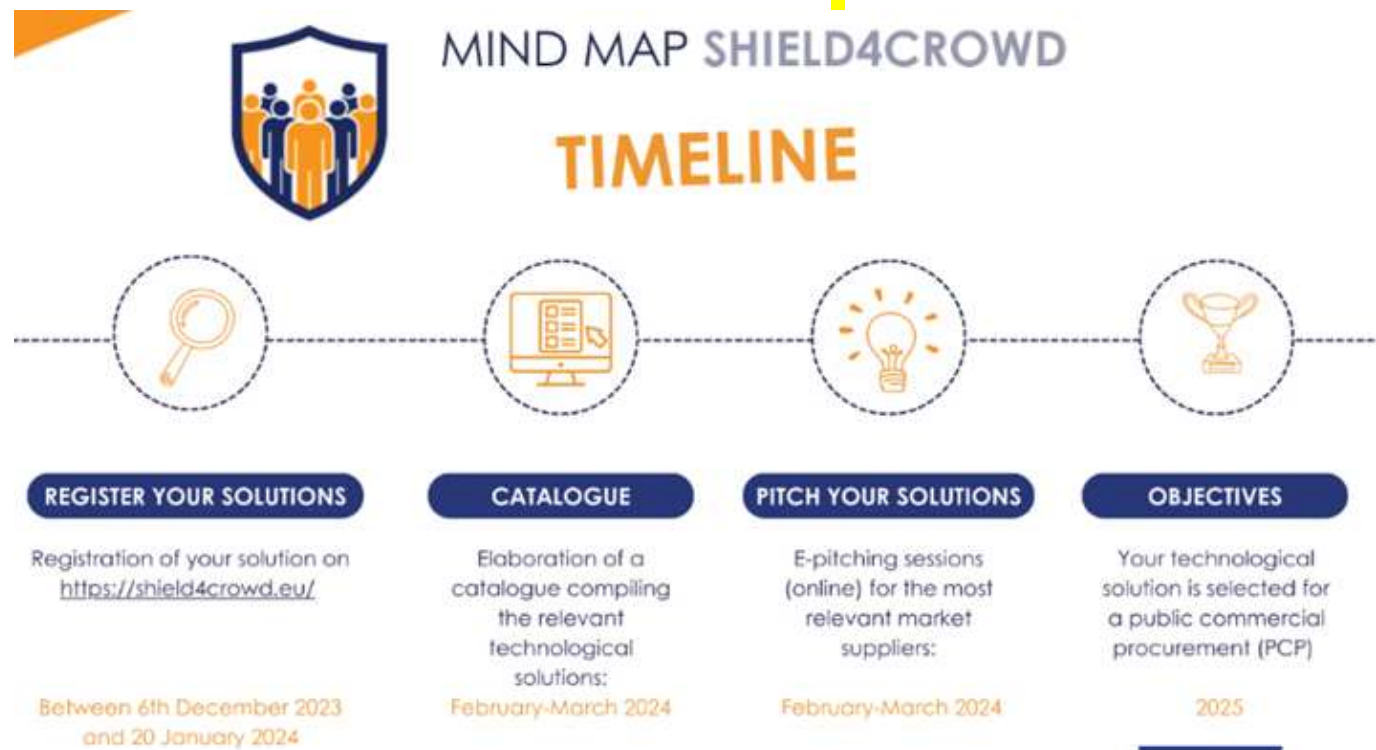 MIND MAP SHIELD4CROWD
TIMELINE
REGISTER YOUR SOLUTIONS
Registration of your solution on
https://shield4crowd.eu/
Between 6th December 2023
and 20 January 2024
CATALOGUE
Elaboration of a
catalogue compiling
the relevant
technological
solutions:
February-March 2024
PITCH YOUR SOLUTIONS
E-pitching sessions
(online) for the most
relevant market
suppliers:
February-March 2024
OBJECTIVES
Your technological
solution is selected for
a public commercial
procurement (PCP)
2025